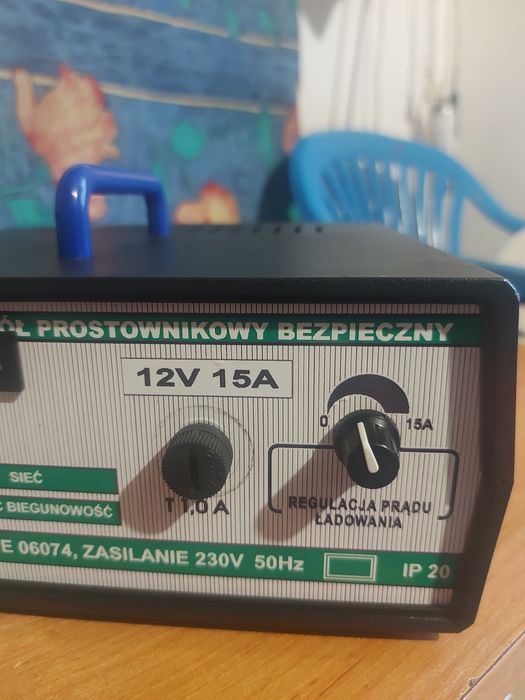 ÓŁ PROSTOWNIKOWY BEZPIECZNY
12V 15A
0
15A
SIEĆ
Ć BIEGUNOWOŚĆ
T 1,0 A
REGULACJA PRĄDU
ŁADOWANIA
E 06074, ZASILANIE 230V 50Hz
IP 20